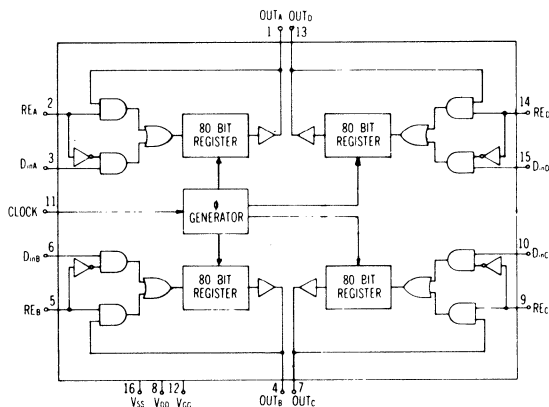 OUTA OUTD
1 13
2
REA
14
RED
80 BIT
REGISTER
80 BIT
REGISTER
3
DinA
15
DinD
11
CLOCK
ϕ
GENERATOR
6
DinB
10
DinC
80 BIT
REGISTER
80 BIT
REGISTER
5
REB
9
REC
16 8 12
VSS VDD VGG
4 7
OUTB OUTC